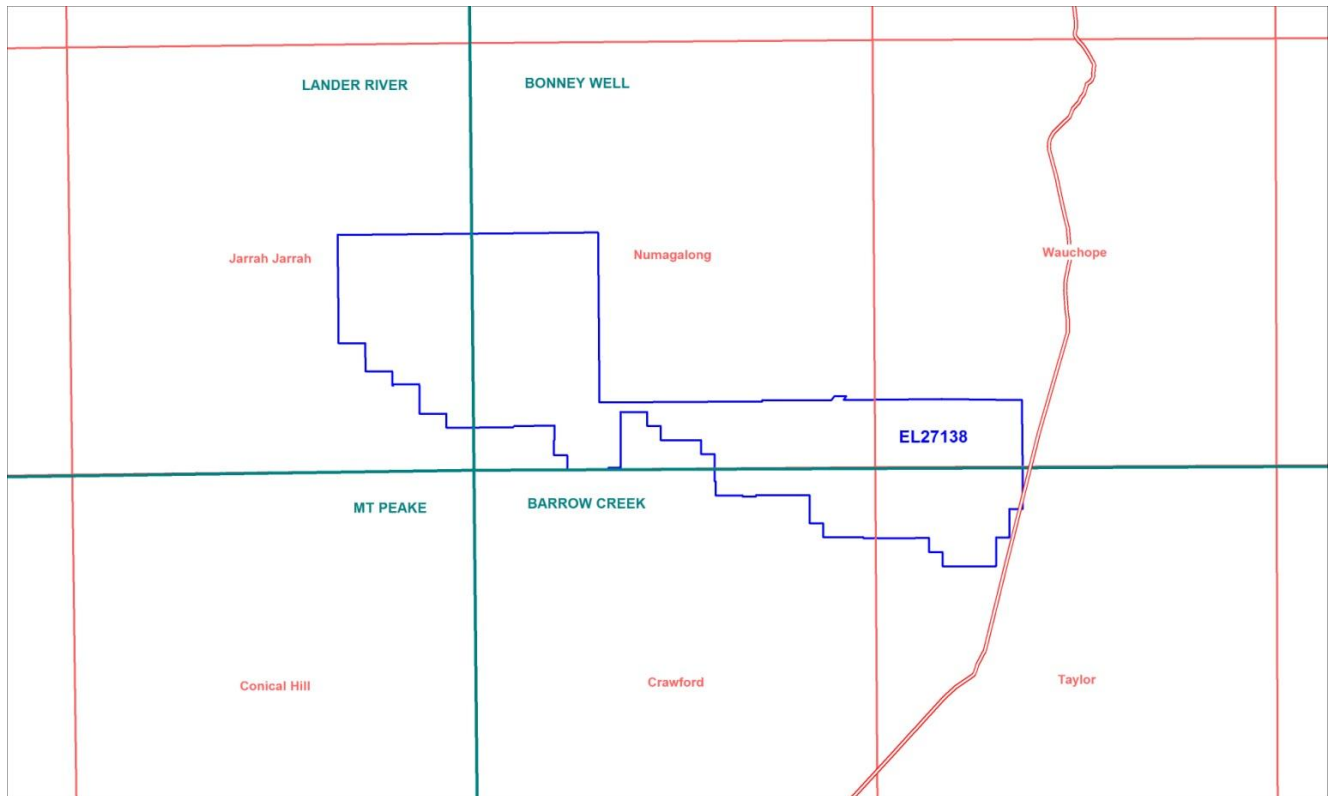 LANDER RIVER
BONNEY WELL
Jarrah Jarrah
Numagalong
Wauchope
EL27138
MT PEAKE
BARROW CREEK
Conical Hill
Crawford
Taylor